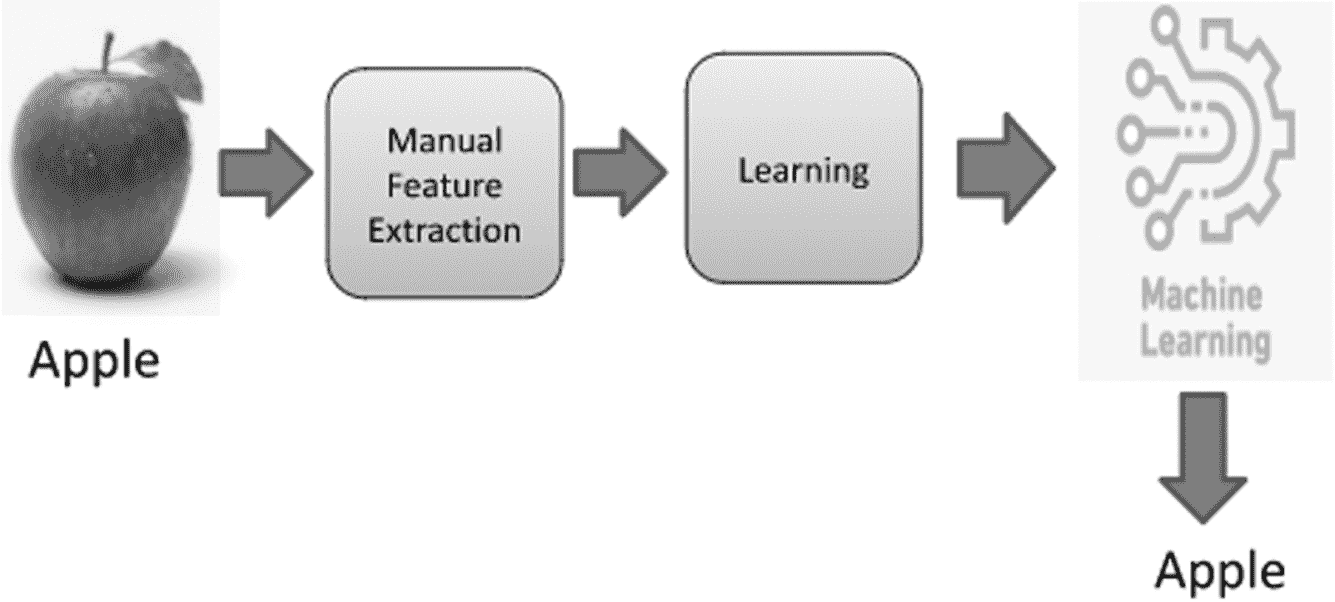 Manual
Feature
Extraction
Learning
Machine
Learning
Apple
Apple